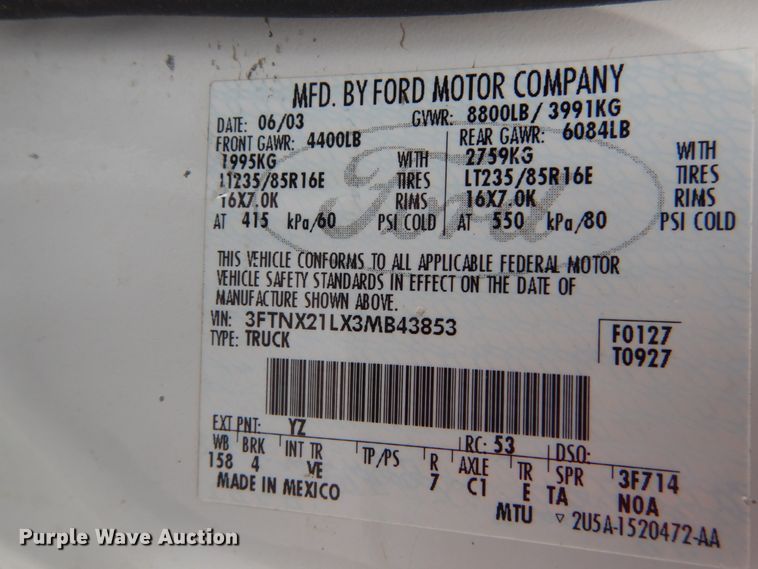 MFD. BY FORD MOTOR COMPANY
DATE: 06/03 GVWR: 8800LB/ 3991KG
FRONT GAWR: 4400LB REAR GAWR: 6084LB
1995KG WITH 2759KG WITH
LT235/85R16E TIRES LT235/85R16E TIRES
16X7.0K RIMS 16X7.0K RIMS
AT 415 kPa/60 PSI COLD AT 550 kPa/80 PSI COLD
Ford
THIS VEHICLE CONFORMS TO ALL APPLICABLE FEDERAL MOTOR
VEHICLE SAFETY STANDARDS IN EFFECT ON THE DATE OF
MANUFACTURE SHOWN ABOVE.
VIN: 3FTNX21LX3MB43853
TYPE: TRUCK
F0127
T0927
EXT PNT: YZ RC: 53 DSO:
WB BRK INT TR TP/PS R AXLE TR SPR 3F714
158 4 VE 7 C1 E TA N0A
MADE IN MEXICO MTU ▽ 2U5A-1520472-AA
Purple Wave Auction